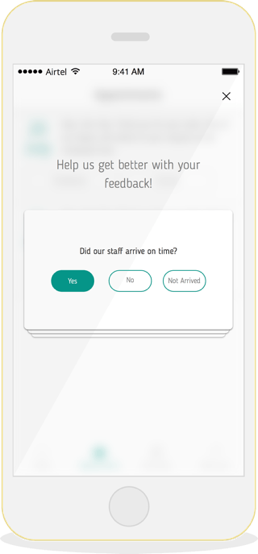 Airtel 9:41 AM
Help us get better with your
feedback!
Did our staff arrive on time?
Yes No Not Arrived